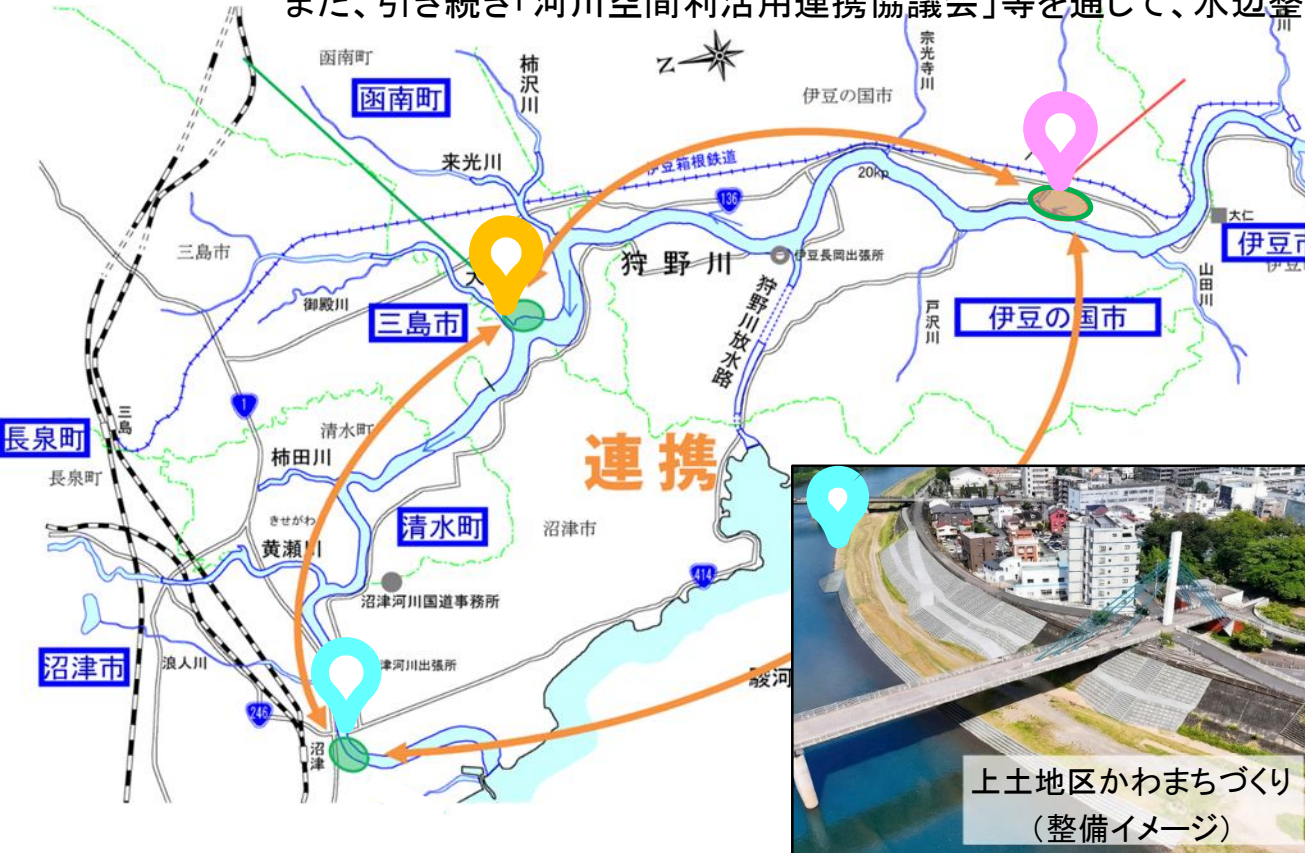 また、引き続き「河川空間利活用連携協議会」等を通じて、水辺整
函南町
函南町
柿沢川
Z
宗光寺川
川
伊豆の国市
来光川
伊豆箱根鉄道
136
20kp
大仁
伊豆市
三島市
大
狩野川
伊豆長岡出張所
御殿川
三島市
狩野川放水路
戸沢川
伊豆の国市
山田川
1
三島
長泉町
長泉町
清水町
柿田川
連携
きせがわ
黄瀬川
清水町
沼津市
414
沼津河川国道事務所
沼津市
浪人川
津河川出張所
246
沼津
駿河
上土地区かわまちづくり
（整備イメージ）